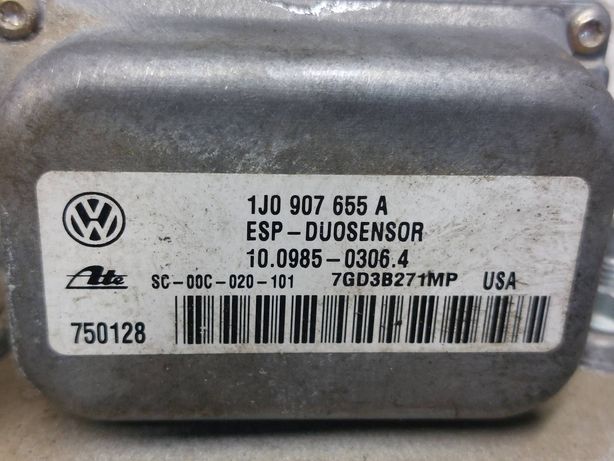 VW
1J0 907 655 A
ESP-DUOSENSOR
10.0985-0306.4
Ate SC-00C-020-101 7GD3B271MP USA
750128